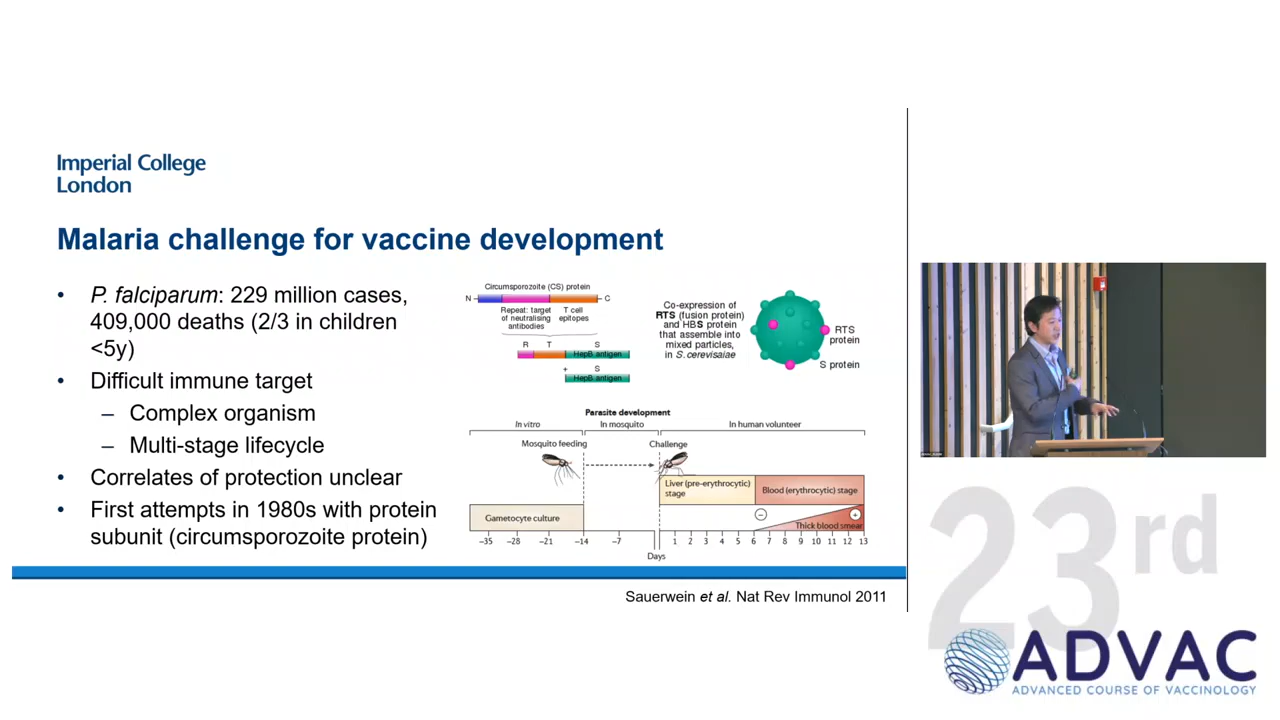 Imperial College
London
Malaria challenge for vaccine development
• P. falciparum: 229 million cases,
409,000 deaths (2/3 in children
<5y)
• Difficult immune target
– Complex organism
– Multi-stage lifecycle
• Correlates of protection unclear
• First attempts in 1980s with protein
subunit (circumsporozoite protein)
Circumsporozoite (CS) protein
N
C
Repeat: target
of neutralising
antibodies
T cell
epitopes
R T S
HepB antigen
+ S
HepB antigen
Co-expression of
RTS (fusion protein)
and HBS protein
that assemble into
mixed particles,
in S. cerevisaiae
RTS
protein
S protein
Parasite development
In vitro
In mosquito
In human volunteer
Mosquito feeding
Challenge
Liver (pre-erythrocytic)
stage
Blood (erythrocytic) stage
Gametocyte culture
−
+
Thick blood smear
–35 –28 –21 –14 –7 1 2 3 4 5 6 7 8 9 10 11 12 13
Days
Sauerwein et al. Nat Rev Immunol 2011
23rd
ADVAC
ADVANCED COURSE OF VACCINOLOGY